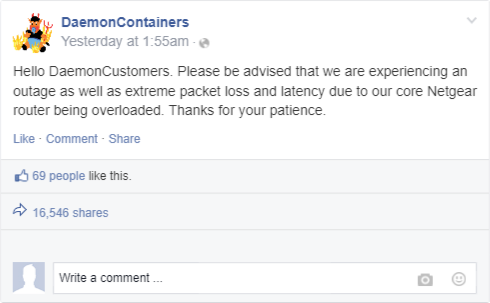 DaemonContainers
Yesterday at 1:55am ·
Hello DaemonCustomers. Please be advised that we are experiencing an
outage as well as extreme packet loss and latency due to our core Netgear
router being overloaded. Thanks for your patience.
Like · Comment · Share
69 people like this.
16,546 shares
Write a comment ...